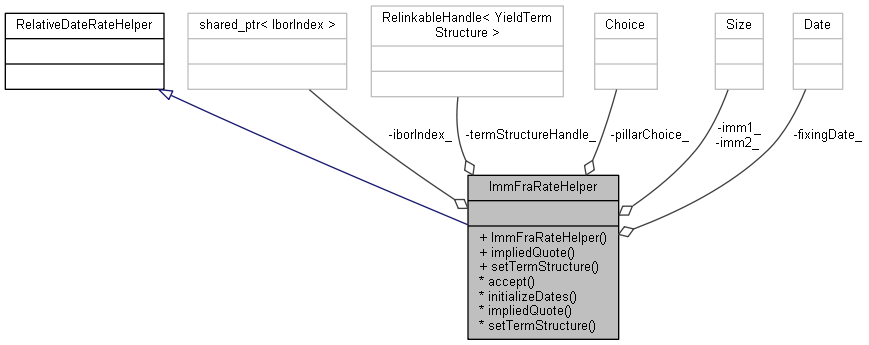 RelativeDateRateHelper
shared_ptr< IborIndex >
RelinkableHandle< YieldTerm
Structure >
Choice
Size
Date
-iborIndex_
-termStructureHandle_
-pillarChoice_
-imm1_
-imm2_
-fixingDate_
ImmFraRateHelper
+ ImmFraRateHelper()
+ impliedQuote()
+ setTermStructure()
* accept()
* initializeDates()
* impliedQuote()
* setTermStructure()